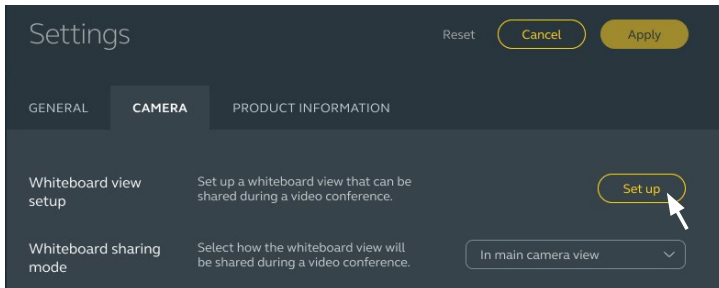 Settings
Reset
Cancel
Apply
GENERAL
CAMERA
PRODUCT INFORMATION
Whiteboard view
setup
Set up a whiteboard view that can be
shared during a video conference.
Set up
Whiteboard sharing
mode
Select how the whiteboard view will
be shared during a video conference.
In main camera view